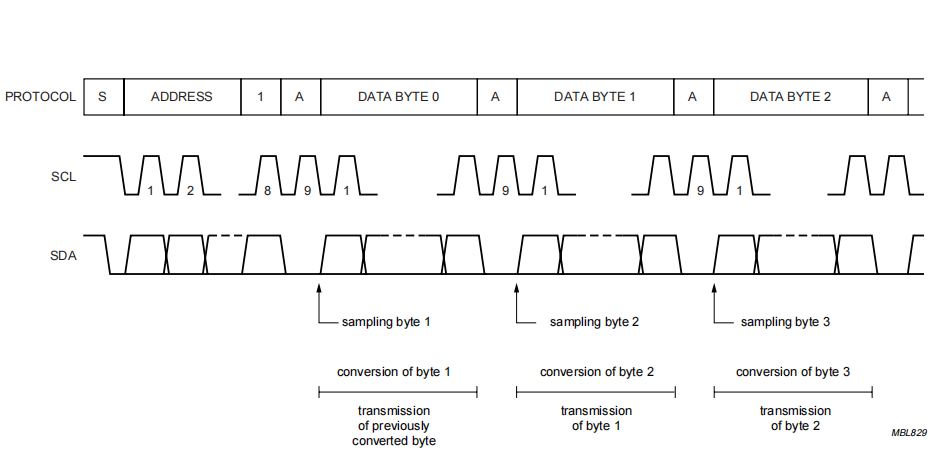 PROTOCOL S ADDRESS 1 A DATA BYTE 0 A DATA BYTE 1 A DATA BYTE 2 A
SCL 1 2 8 9 1 9 1 9 1
SDA
sampling byte 1 sampling byte 2 sampling byte 3
conversion of byte 1 conversion of byte 2 conversion of byte 3
transmission transmission transmission
of previously of byte 1 of byte 2
converted byte
MBL829